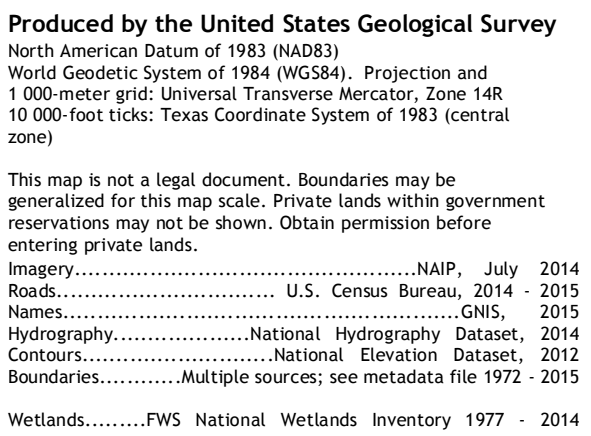 Produced by the United States Geological Survey
North American Datum of 1983 (NAD83)
World Geodetic System of 1984 (WGS84).  Projection and
1 000-meter grid: Universal Transverse Mercator, Zone 14R
10 000-foot ticks: Texas Coordinate System of 1983 (central
zone)
This map is not a legal document. Boundaries may be
generalized for this map scale. Private lands within government
reservations may not be shown. Obtain permission before
entering private lands.
Imagery..................................................NAIP, July 2014
Roads................................ U.S. Census Bureau, 2014 - 2015
Names..........................................................GNIS, 2015
Hydrography....................National Hydrography Dataset, 2014
Contours............................National Elevation Dataset, 2012
Boundaries............Multiple sources; see metadata file 1972 - 2015
Wetlands.........FWS National Wetlands Inventory 1977 - 2014